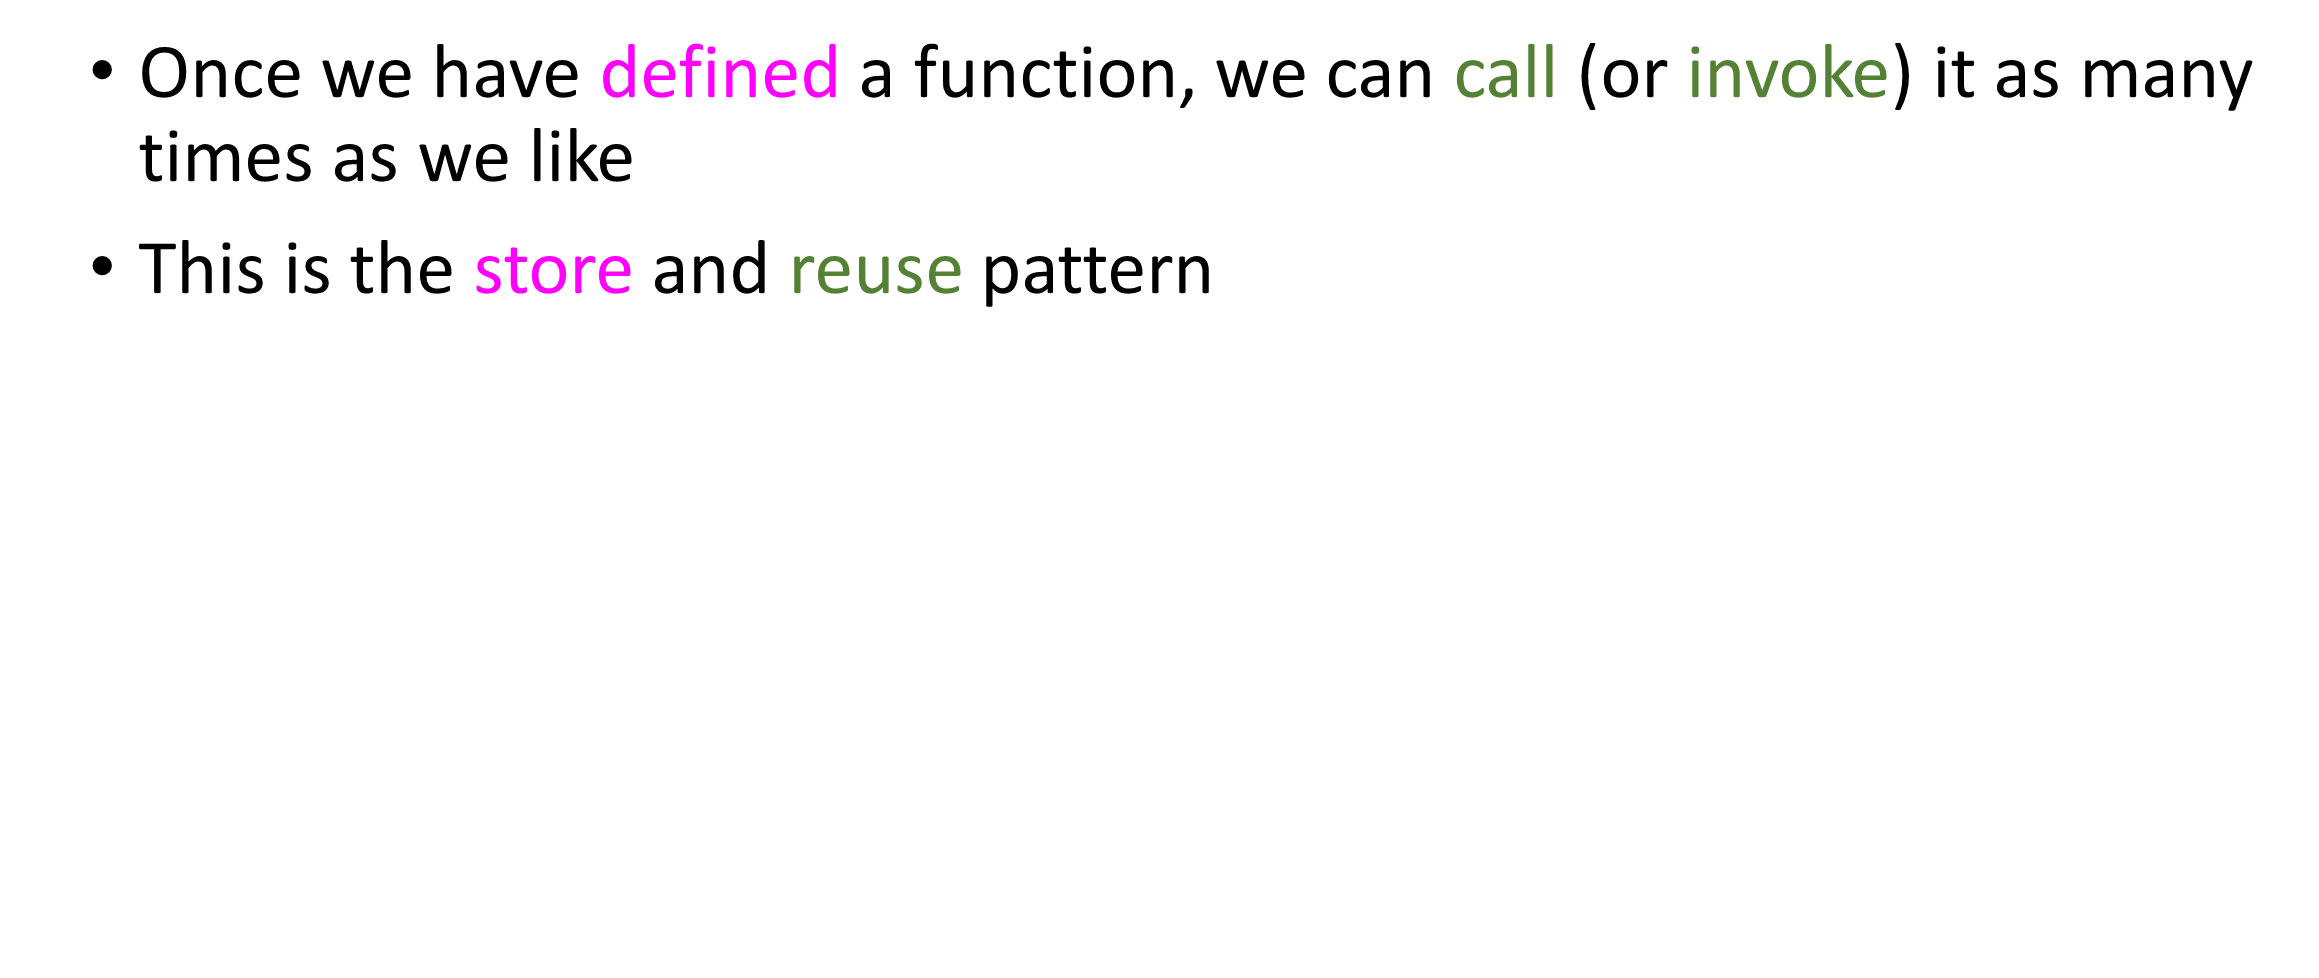 • Once we have defined a function, we can call (or invoke) it as many
times as we like
• This is the store and reuse pattern